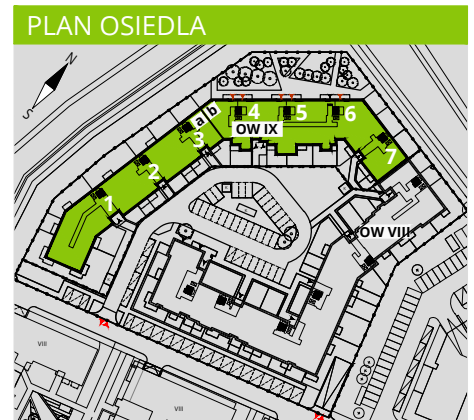 PLAN OSIEDLA
N
S
a b
4 5 6
OW IX
3
7
2
1
OW VIII
VIII
VIII